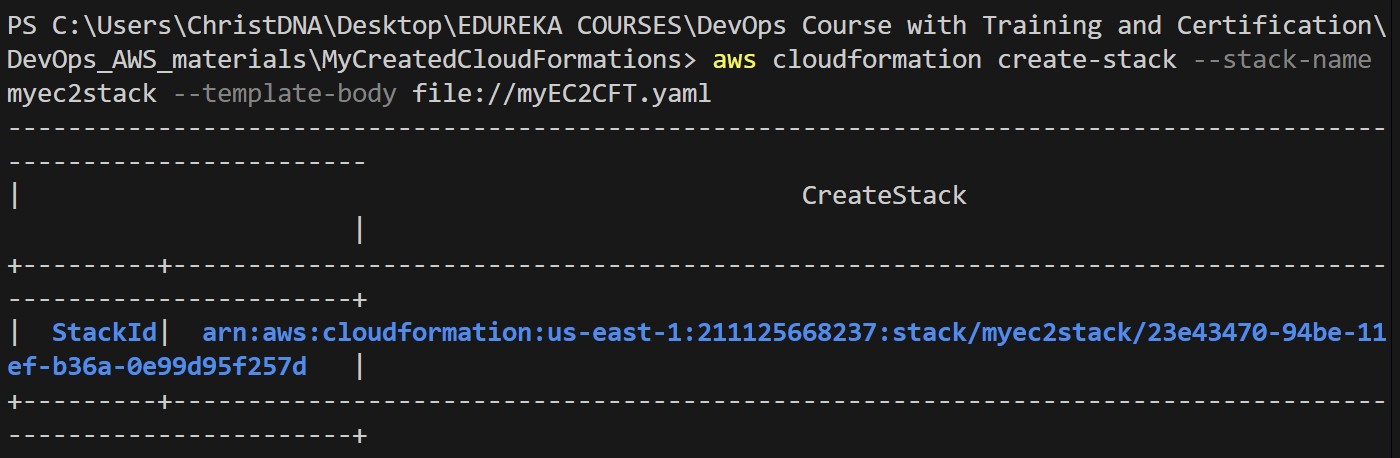 PS C:\Users\ChristDNA\Desktop\EDUREKA COURSES\DevOps Course with Training and Certification\
DevOps_AWS_materials\MyCreatedCloudFormations> aws cloudformation create-stack --stack-name
myec2stack --template-body file://myEC2CFT.yaml
--------------------------------------------------------------------------------------------
------------------------
|                                                    CreateStack
                       |
+---------+---------------------------------------------------------------------------------
-----------------------+
|  StackId|  arn:aws:cloudformation:us-east-1:211125668237:stack/myec2stack/23e43470-94be-11
ef-b36a-0e99d95f257d   |
+---------+---------------------------------------------------------------------------------
-----------------------+